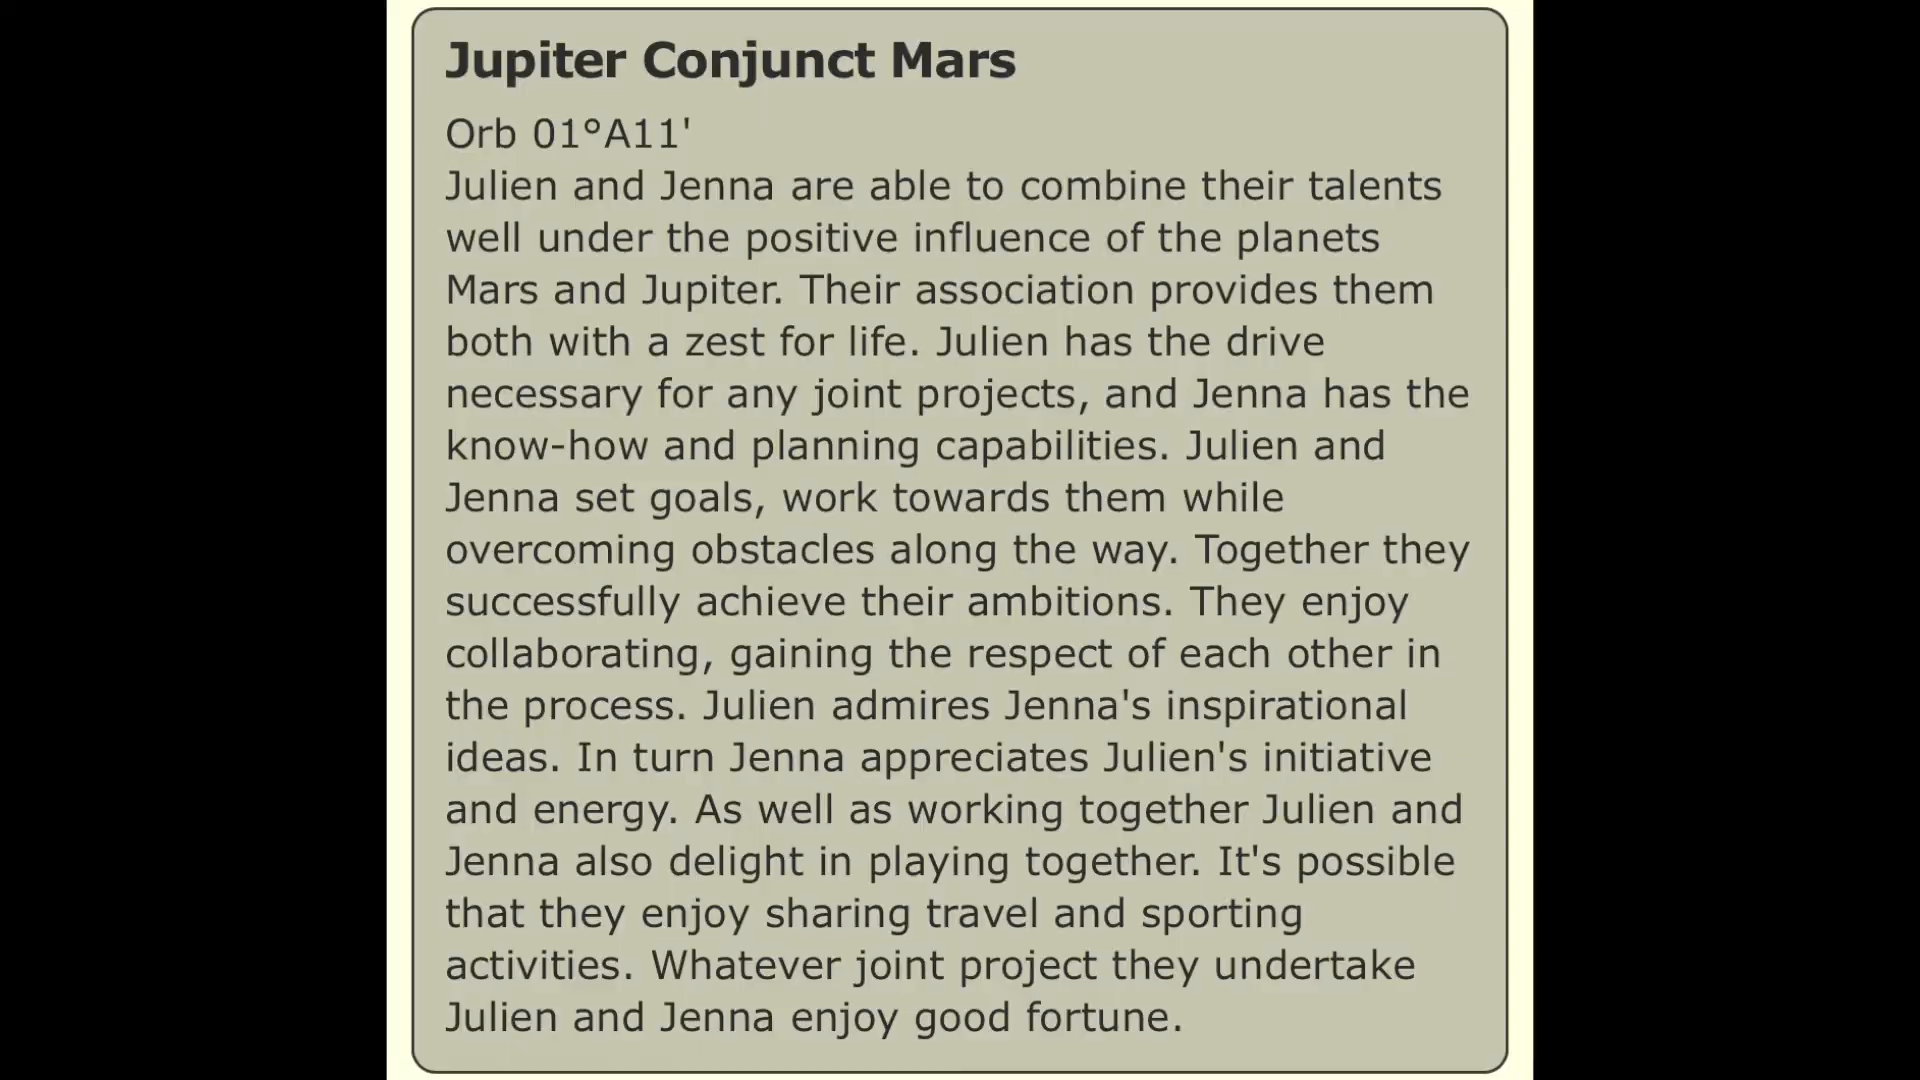 Jupiter Conjunct Mars
Orb 01°A11'
Julien and Jenna are able to combine their talents
well under the positive influence of the planets
Mars and Jupiter. Their association provides them
both with a zest for life. Julien has the drive
necessary for any joint projects, and Jenna has the
know-how and planning capabilities. Julien and
Jenna set goals, work towards them while
overcoming obstacles along the way. Together they
successfully achieve their ambitions. They enjoy
collaborating, gaining the respect of each other in
the process. Julien admires Jenna's inspirational
ideas. In turn Jenna appreciates Julien's initiative
and energy. As well as working together Julien and
Jenna also delight in playing together. It's possible
that they enjoy sharing travel and sporting
activities. Whatever joint project they undertake
Julien and Jenna enjoy good fortune.